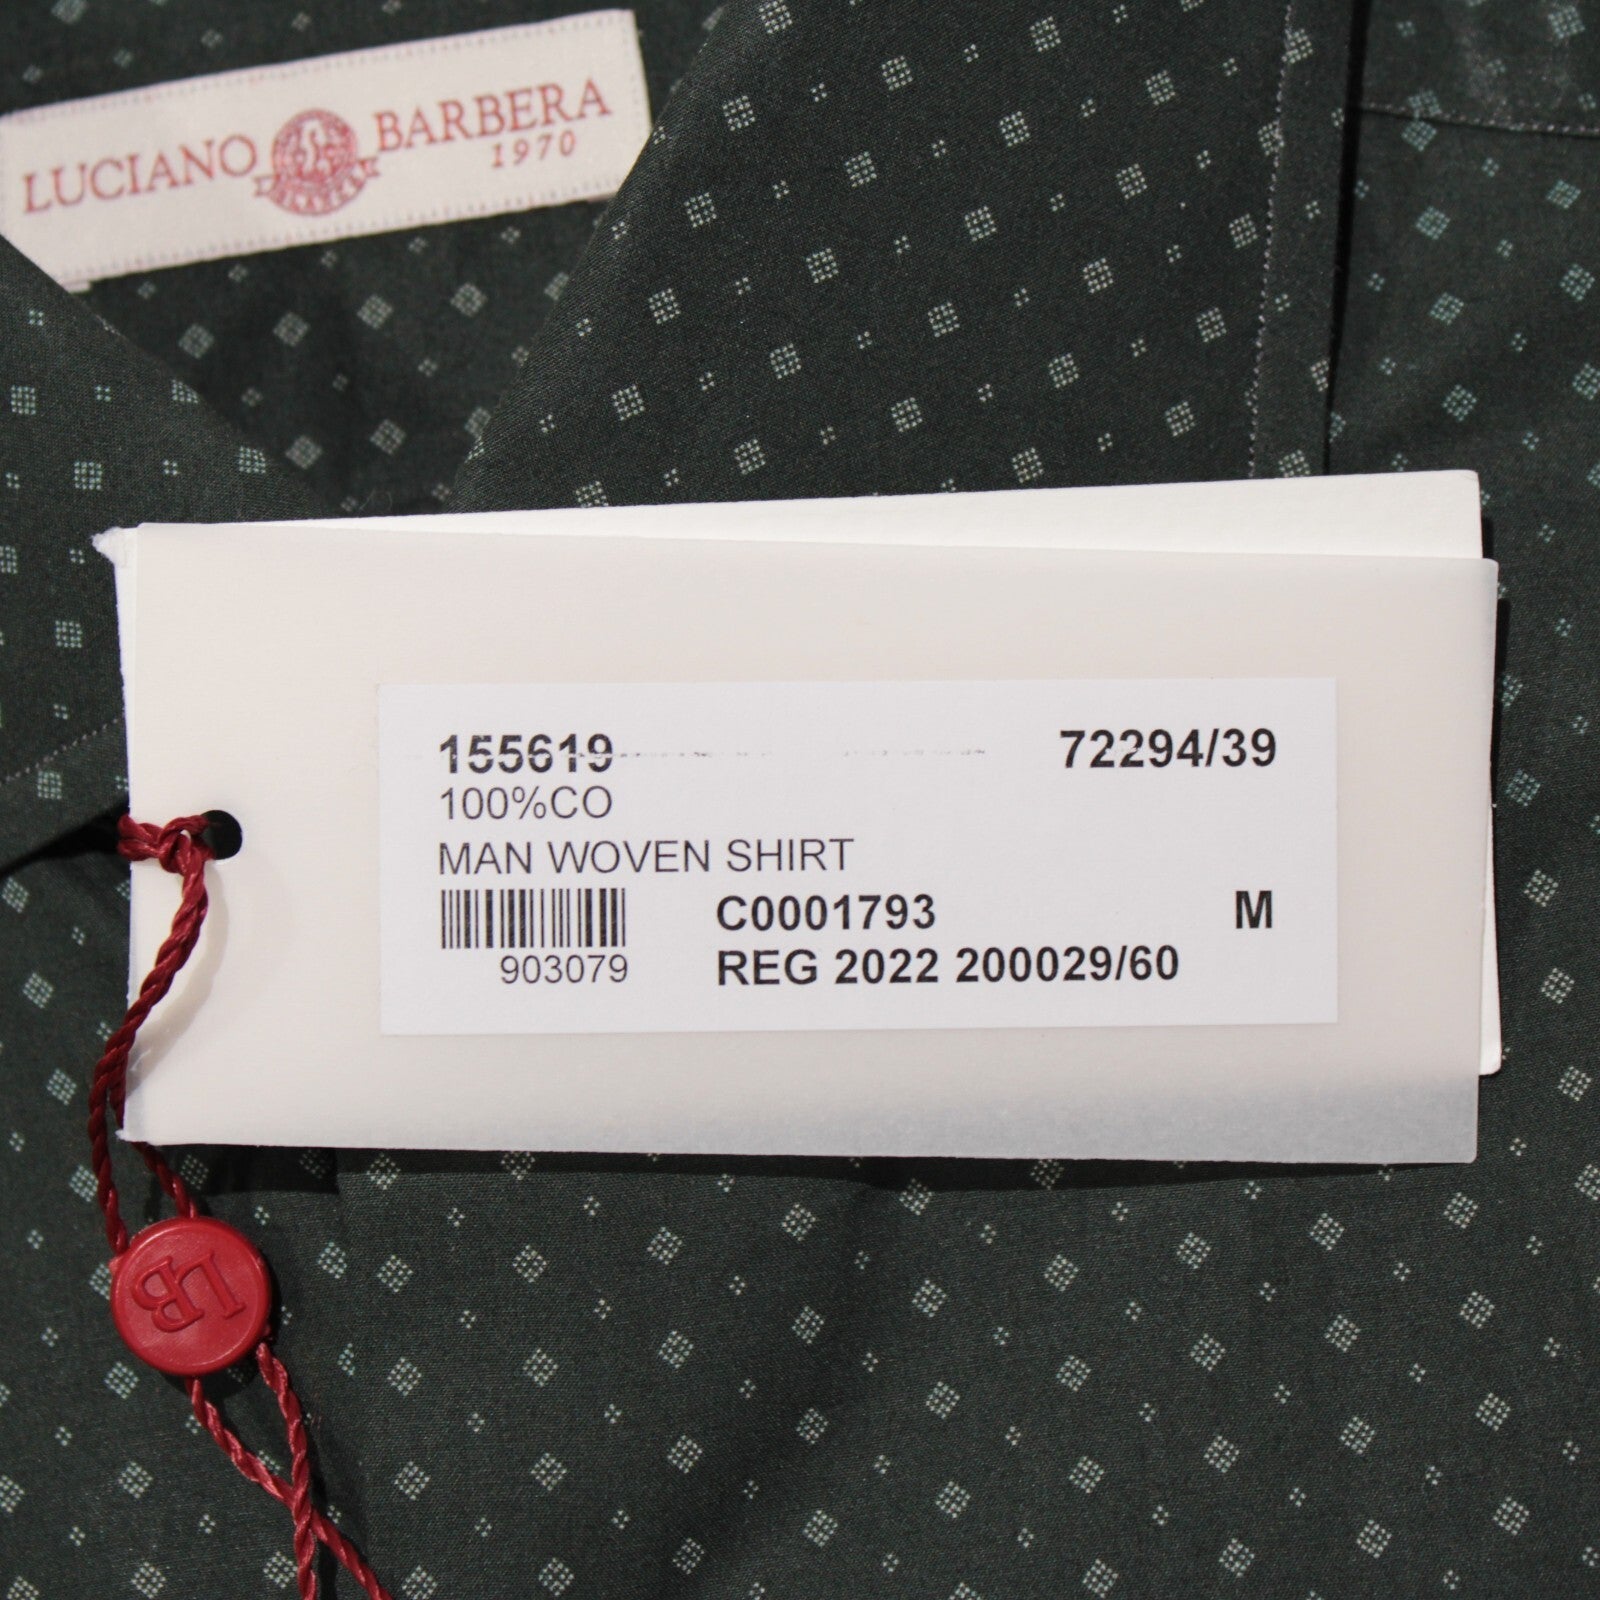 LUCIANO BARBERA
1970
155619 72294/39
100%CO
MAN WOVEN SHIRT
C0001793 M
903079 REG 2022 200029/60
LB